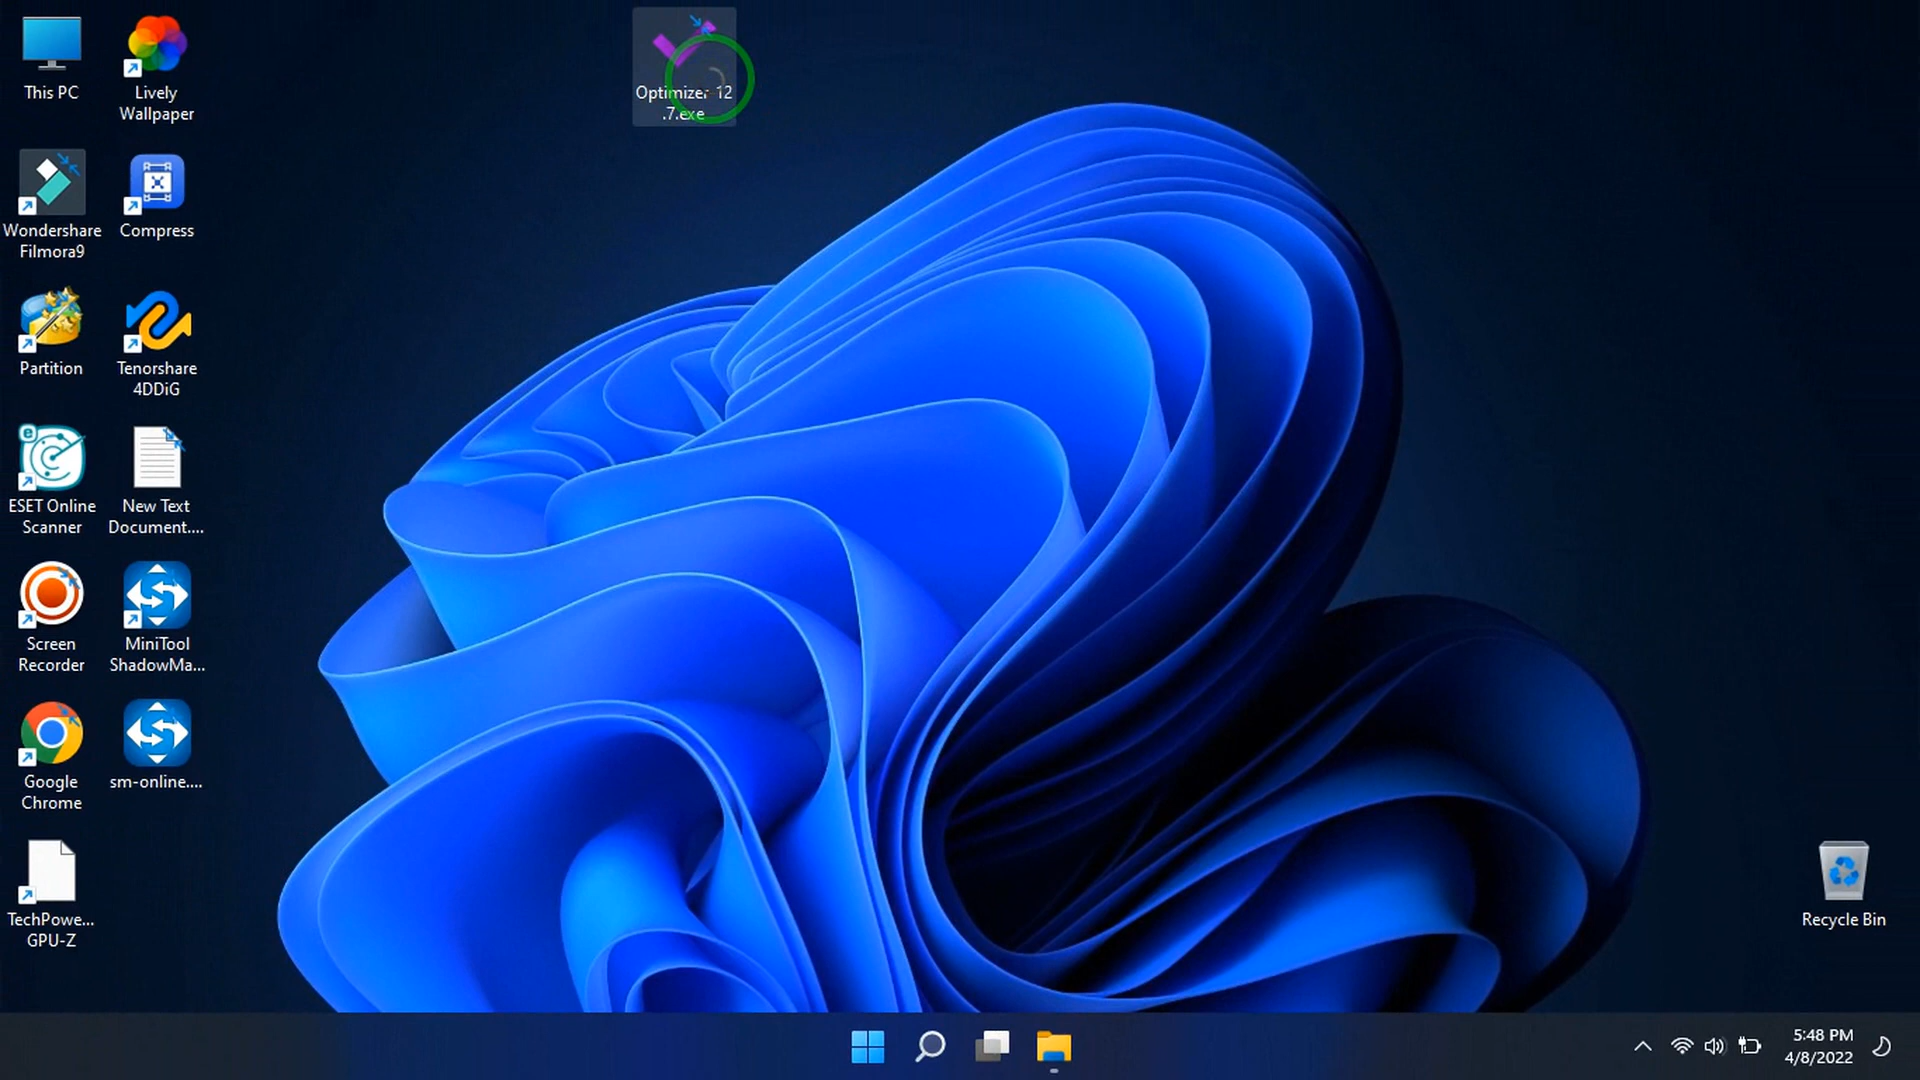 This PC
Lively
Wallpaper
Optimizer-12
.7.exe
Wondershare
Filmora9
Compress
Partition
Tenorshare
4DDiG
ESET Online
Scanner
New Text
Document....
Screen
Recorder
MiniTool
ShadowMa...
Google
Chrome
sm-online....
TechPowe...
GPU-Z
Recycle Bin
5:48 PM
4/8/2022